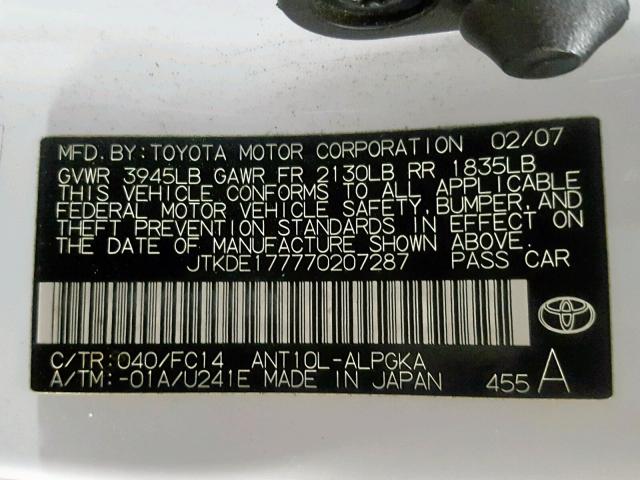 MFD. BY: TOYOTA MOTOR CORPORATION 02/07
GVWR 3945LB GAWR FR 2130LB RR 1835LB
THIS VEHICLE CONFORMS TO ALL APPLICABLE
FEDERAL MOTOR VEHICLE SAFETY, BUMPER, AND
THEFT PREVENTION STANDARDS IN EFFECT ON
THE DATE OF MANUFACTURE SHOWN ABOVE.
JTKDE177770207287 PASS CAR
C/TR: 040/FC14 ANT10L-ALPGKA
A/TM: -01A/U241E MADE IN JAPAN 455 A